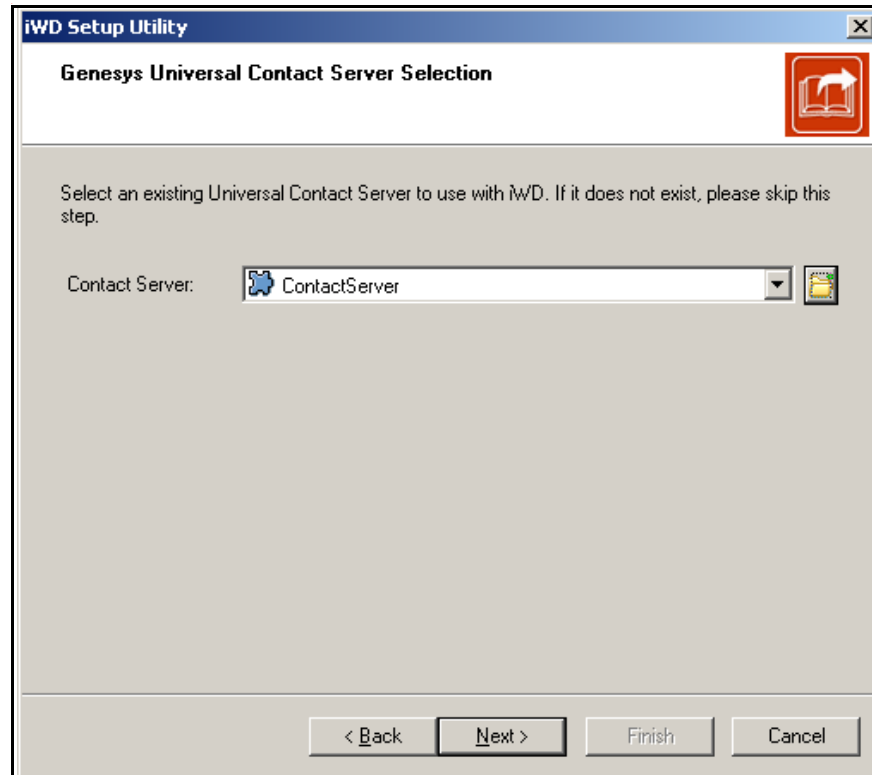 iWD Setup Utility
Genesys Universal Contact Server Selection
Select an existing Universal Contact Server to use with iWD. If it does not exist, please skip this
step.
Contact Server: ContactServer
< Back Next > Finish Cancel